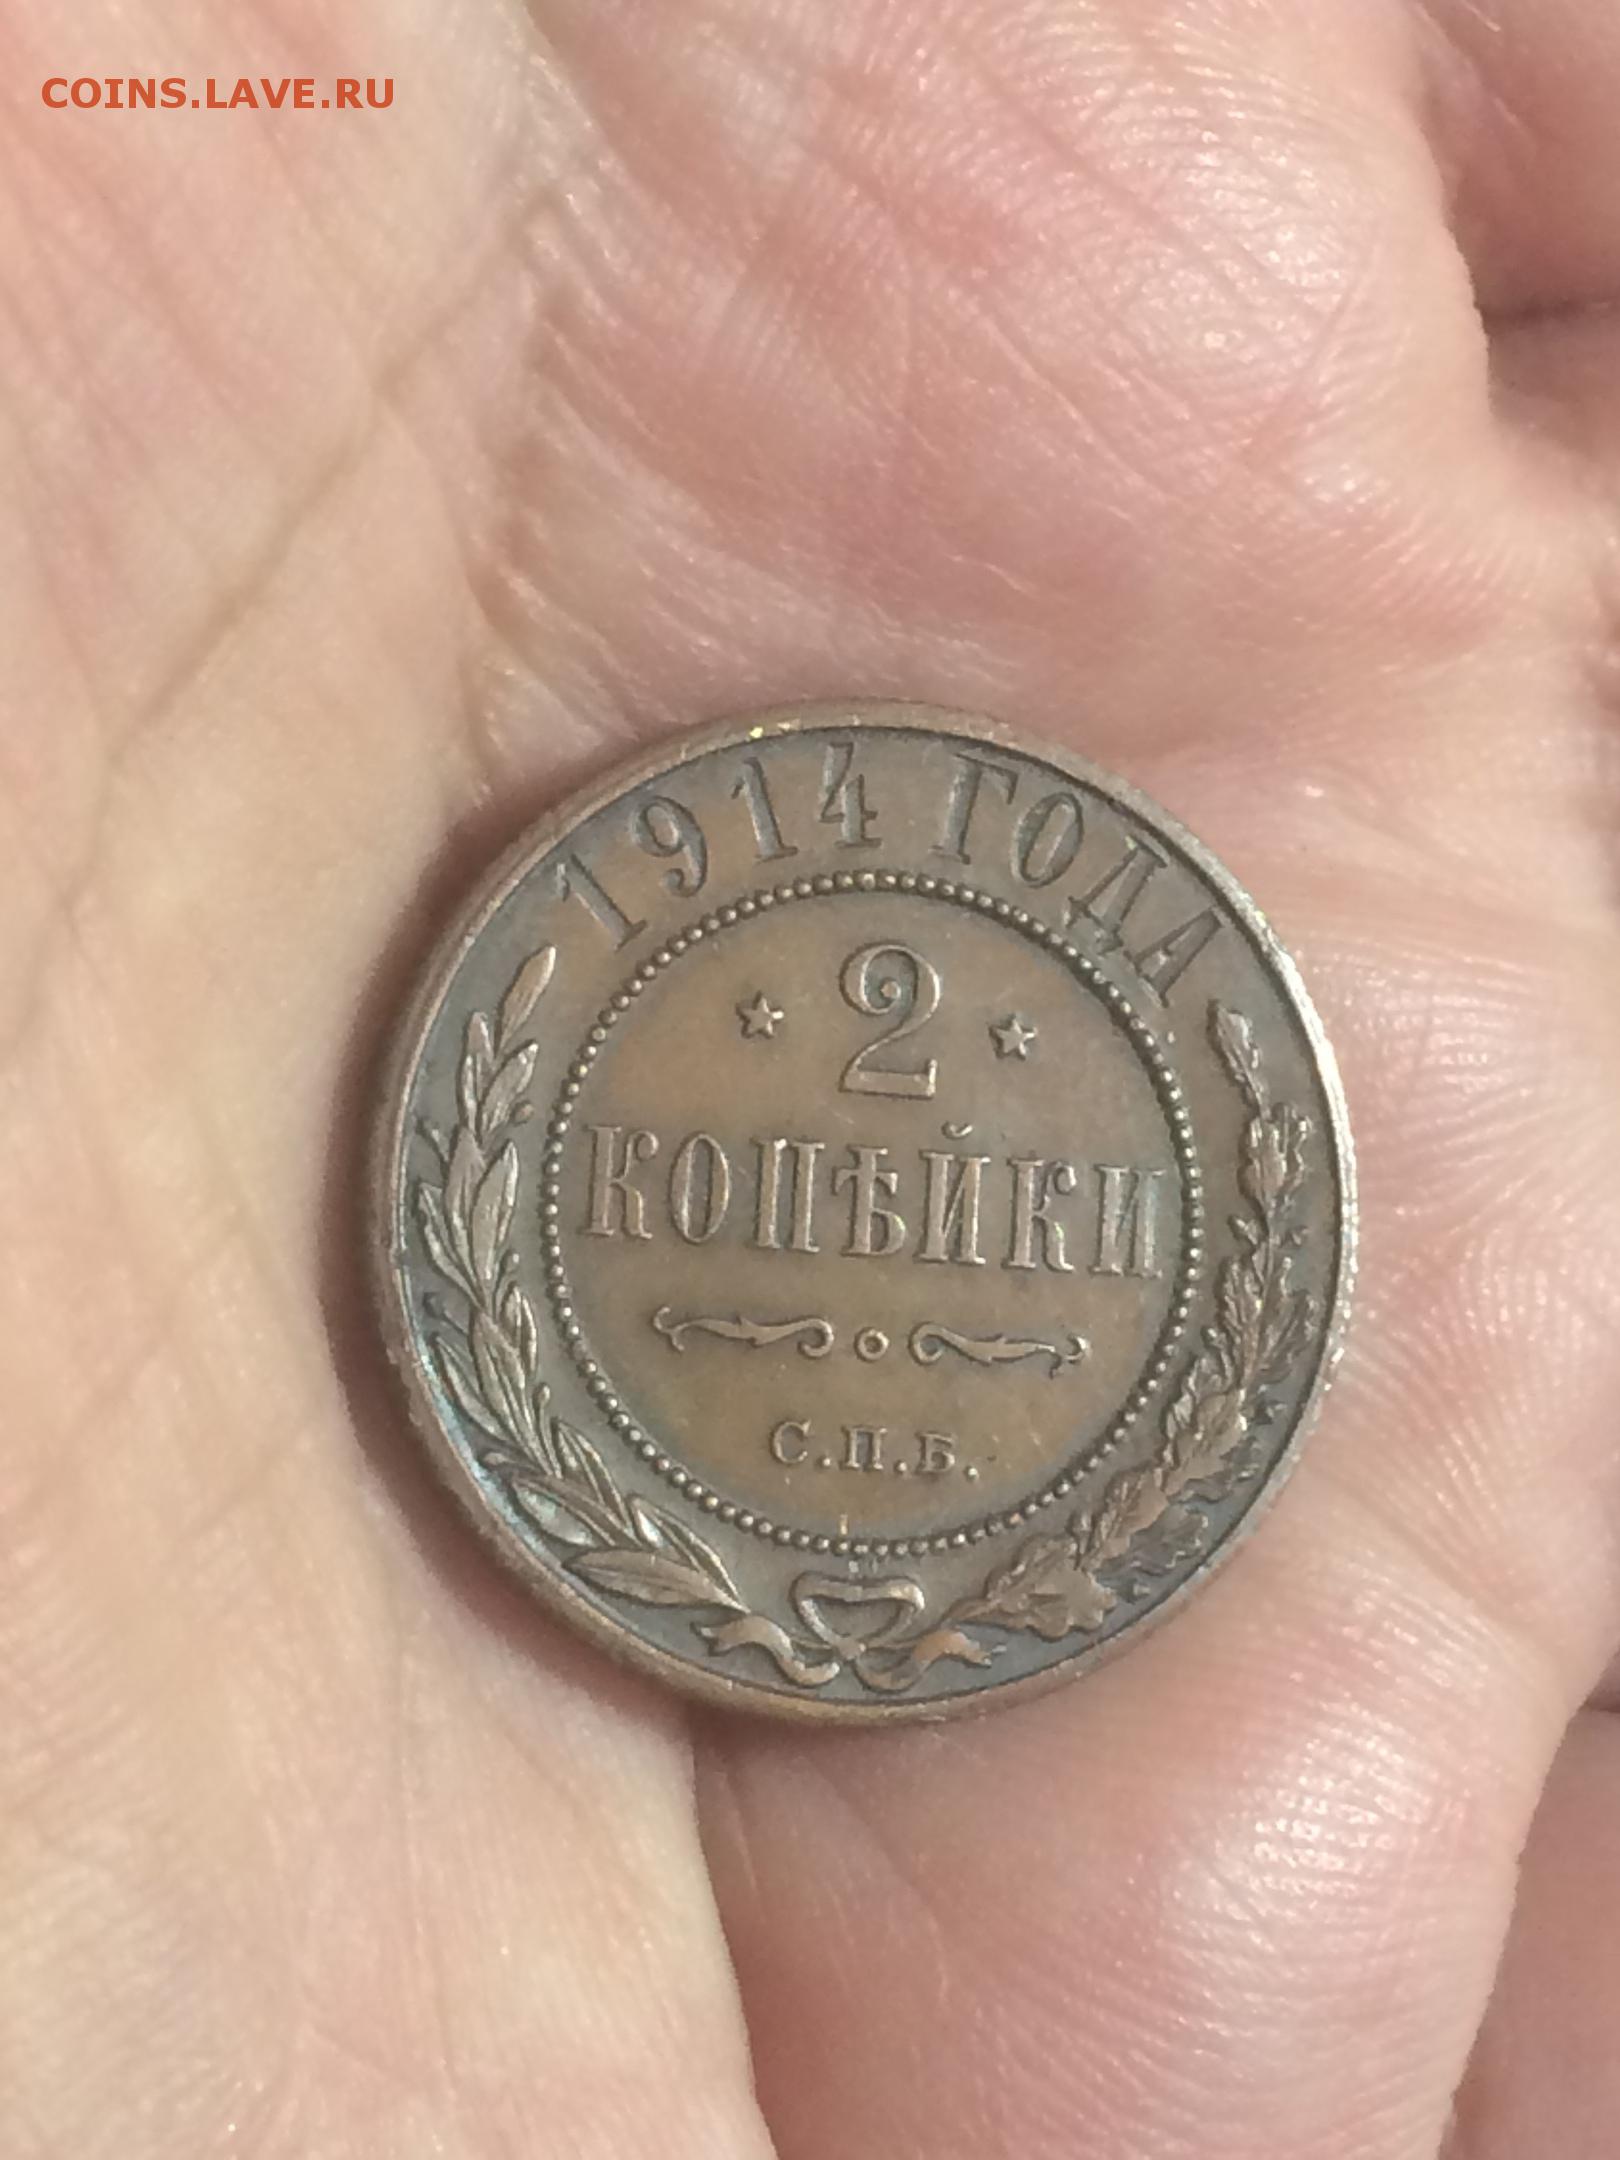 COINS.LAVE.RU
1914 ГОДА
2
КОПѢЙКИ
С.П.Б.